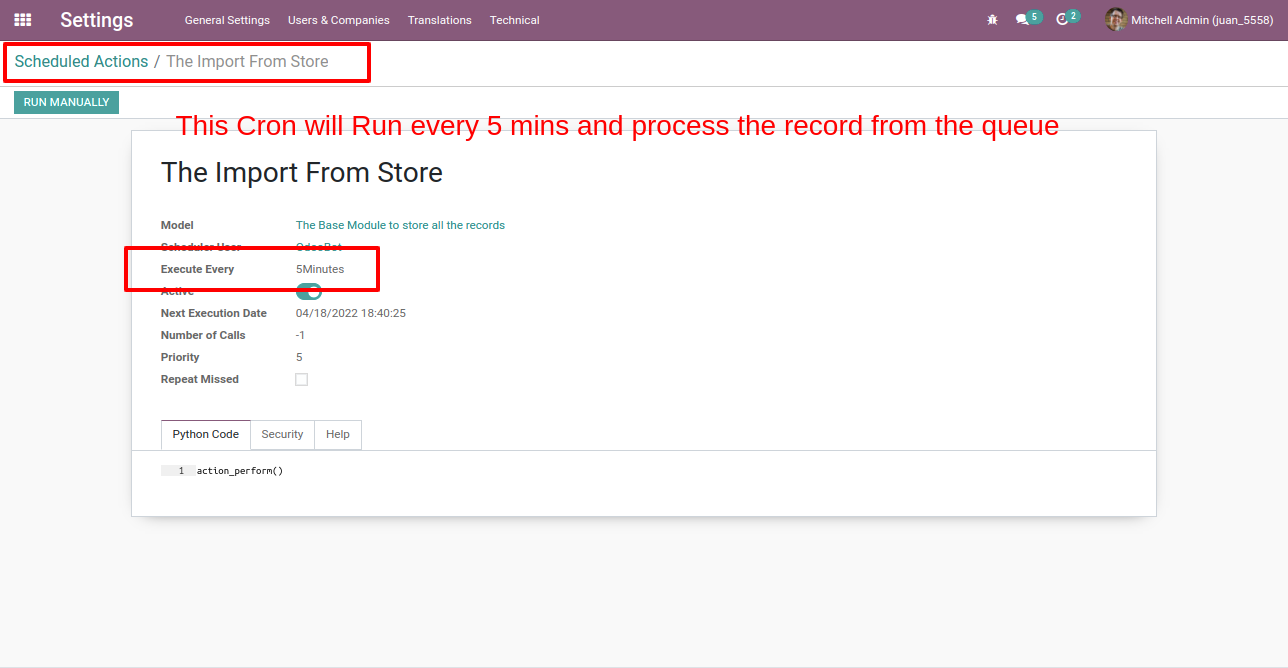 Settings General Settings Users & Companies Translations Technical 5 2 Mitchell Admin (juan_5558)
Scheduled Actions / The Import From Store
RUN MANUALLY
This Cron will Run every 5 mins and process the record from the queue
The Import From Store
Model The Base Module to store all the records
Scheduler User OdooBot
Execute Every 5Minutes
Active
Next Execution Date 04/18/2022 18:40:25
Number of Calls -1
Priority 5
Repeat Missed
Python Code Security Help
1 action_perform()